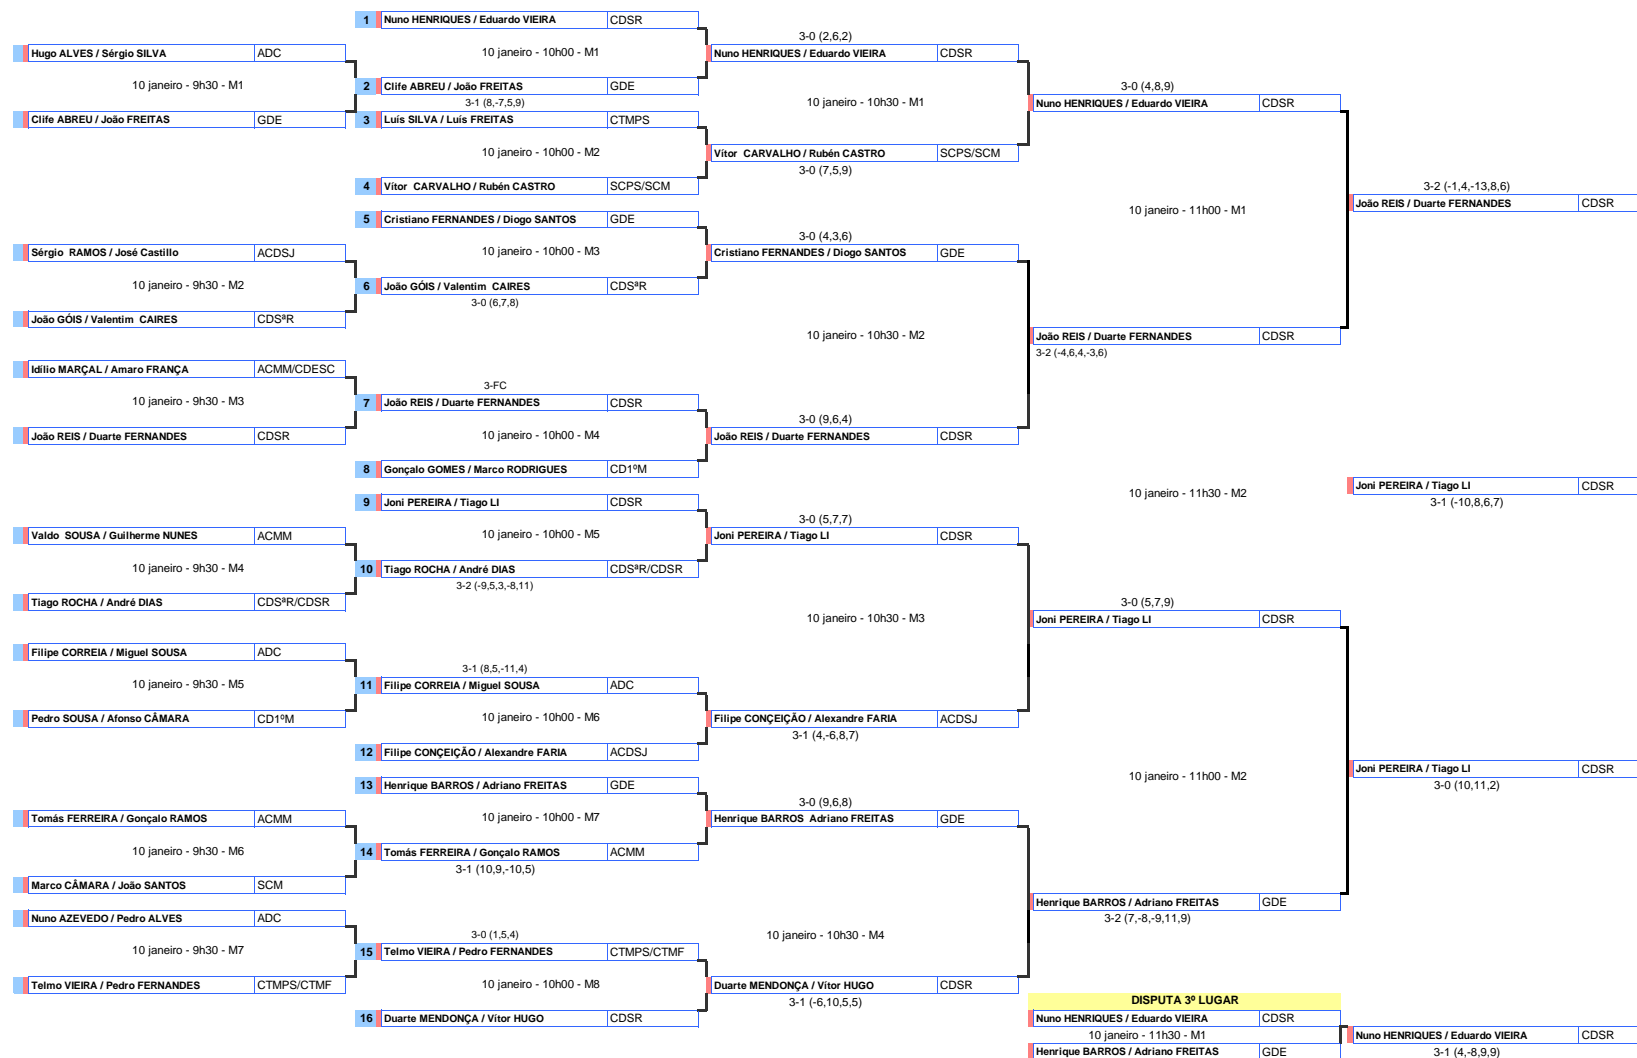 1 Nuno HENRIQUES / Eduardo VIEIRA CDSR
3-0 (2,6,2)
Hugo ALVES / Sérgio SILVA ADC
10 janeiro - 10h00 - M1
Nuno HENRIQUES / Eduardo VIEIRA CDSR
10 janeiro - 9h30 - M1
2 Clife ABREU / João FREITAS GDE
3-0 (4,8,9)
3-1 (8,-7,5,9)
10 janeiro - 10h30 - M1
Nuno HENRIQUES / Eduardo VIEIRA CDSR
Clife ABREU / João FREITAS GDE
3 Luís SILVA / Luís FREITAS CTMPS
10 janeiro - 10h00 - M2
Vítor CARVALHO / Rubén CASTRO SCPS/SCM
3-0 (7,5,9)
4 Vítor CARVALHO / Rubén CASTRO SCPS/SCM
3-2 (-1,4,-13,8,6)
João REIS / Duarte FERNANDES CDSR
10 janeiro - 11h00 - M1
5 Cristiano FERNANDES / Diogo SANTOS GDE
3-0 (4,3,6)
Sérgio RAMOS / José Castillo ACDSJ
10 janeiro - 10h00 - M3
Cristiano FERNANDES / Diogo SANTOS GDE
10 janeiro - 9h30 - M2
6 João GÓIS / Valentim CAIRES CDSªR
3-0 (6,7,8)
João GÓIS / Valentim CAIRES CDSªR
10 janeiro - 10h30 - M2
João REIS / Duarte FERNANDES CDSR
3-2 (-4,6,4,-3,6)
Idílio MARÇAL / Amaro FRANÇA ACMM/CDESC
3-FC
10 janeiro - 9h30 - M3
7 João REIS / Duarte FERNANDES CDSR
3-0 (9,6,4)
João REIS / Duarte FERNANDES CDSR
10 janeiro - 10h00 - M4
João REIS / Duarte FERNANDES CDSR
8 Gonçalo GOMES / Marco RODRIGUES CD1ºM
10 janeiro - 11h30 - M2
Joni PEREIRA / Tiago LI CDSR
3-1 (-10,8,6,7)
9 Joni PEREIRA / Tiago LI CDSR
3-0 (5,7,7)
Valdo SOUSA / Guilherme NUNES ACMM
10 janeiro - 10h00 - M5
Joni PEREIRA / Tiago LI CDSR
10 janeiro - 9h30 - M4
10 Tiago ROCHA / André DIAS CDSªR/CDSR
3-2 (-9,5,3,-8,11)
Tiago ROCHA / André DIAS CDSªR/CDSR
3-0 (5,7,9)
10 janeiro - 10h30 - M3
Joni PEREIRA / Tiago LI CDSR
Filipe CORREIA / Miguel SOUSA ADC
3-1 (8,5,-11,4)
10 janeiro - 9h30 - M5
11 Filipe CORREIA / Miguel SOUSA ADC
Pedro SOUSA / Afonso CÂMARA CD1ºM
10 janeiro - 10h00 - M6
Filipe CONÇEIÇÃO / Alexandre FARIA ACDSJ
3-1 (4,-6,8,7)
12 Filipe CONÇEIÇÃO / Alexandre FARIA ACDSJ
10 janeiro - 11h00 - M2
Joni PEREIRA / Tiago LI CDSR
3-0 (10,11,2)
13 Henrique BARROS / Adriano FREITAS GDE
3-0 (9,6,8)
Tomás FERREIRA / Gonçalo RAMOS ACMM
10 janeiro - 10h00 - M7
Henrique BARROS Adriano FREITAS GDE
10 janeiro - 9h30 - M6
14 Tomás FERREIRA / Gonçalo RAMOS ACMM
3-1 (10,9,-10,5)
Marco CÂMARA / João SANTOS SCM
Henrique BARROS / Adriano FREITAS GDE
3-2 (7,-8,-9,11,9)
Nuno AZEVEDO / Pedro ALVES ADC
3-0 (1,5,4)
10 janeiro - 10h30 - M4
10 janeiro - 9h30 - M7
15 Telmo VIEIRA / Pedro FERNANDES CTMPS/CTMF
Telmo VIEIRA / Pedro FERNANDES CTMPS/CTMF
10 janeiro - 10h00 - M8
Duarte MENDONÇA / Vítor HUGO CDSR
3-1 (-6,10,5,5)
DISPUTA 3º LUGAR
16 Duarte MENDONÇA / Vítor HUGO CDSR
Nuno HENRIQUES / Eduardo VIEIRA CDSR
10 janeiro - 11h30 - M1
Nuno HENRIQUES / Eduardo VIEIRA CDSR
Henrique BARROS / Adriano FREITAS GDE
3-1 (4,-8,9,9)